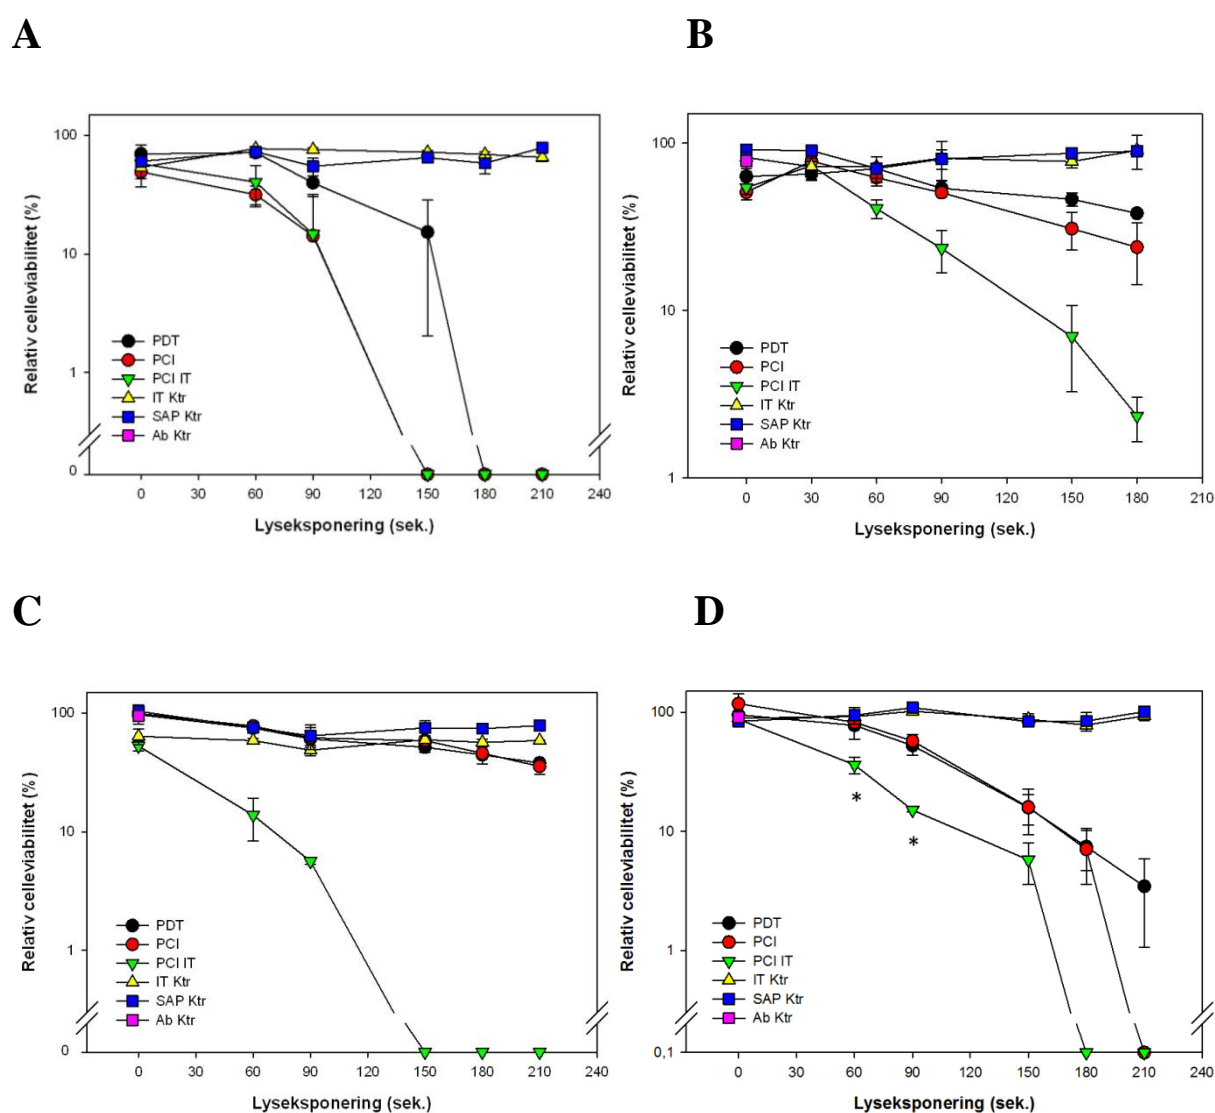 A
Relativ celleviabilitet (%)
100
10
1
0
PDT
PCI
PCI IT
IT Ktr
SAP Ktr
Ab Ktr
0 30 60 90 120 150 180 210 240
Lyseksponering (sek.)
B
Relativ celleviabilitet (%)
100
10
1
PDT
PCI
PCI IT
IT Ktr
SAP Ktr
Ab Ktr
0 30 60 90 120 150 180 210
Lyseksponering (sek.)
C
Relativ celleviabilitet (%)
100
10
1
0
PDT
PCI
PCI IT
IT Ktr
SAP Ktr
Ab Ktr
0 30 60 90 120 150 180 210 240
Lyseksponering (sek.)
D
Relativ celleviabilitet (%)
100
10
1
0,1
*
*
PDT
PCI
PCI IT
IT Ktr
SAP Ktr
Ab Ktr
0 30 60 90 120 150 180 210 240
Lyseksponering (sek.)